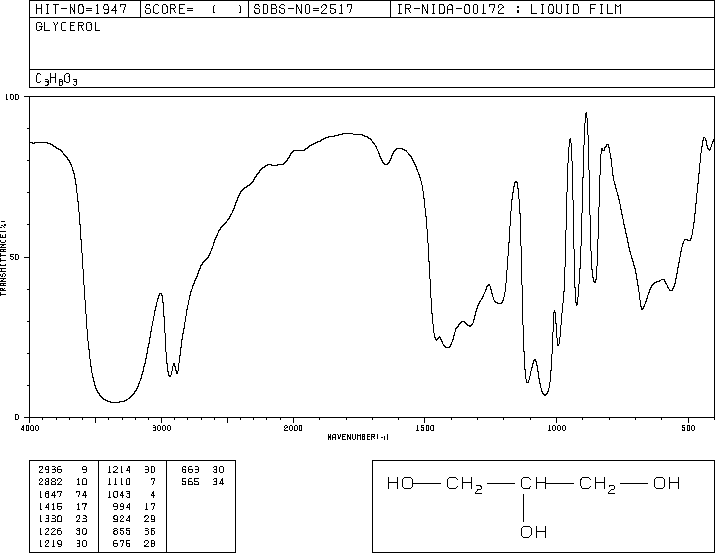 HIT-NO=1947 SCORE= ( ) SDBS-NO=2517 IR-NIDA-00172 : LIQUID FILM
GLYCEROL
C3H8O3
100
50
0
TRANSMITTANCE(%)
4000 3000 2000 1500 1000 500
WAVENUMBER(-1)
2936 9 1214 30 663 30
2882 10 1110 7 565 34
1647 74 1043 4
1415 17 994 17
1330 23 924 29
1226 30 855 36
1219 30 675 28
HO CH2 CH CH2 OH
OH